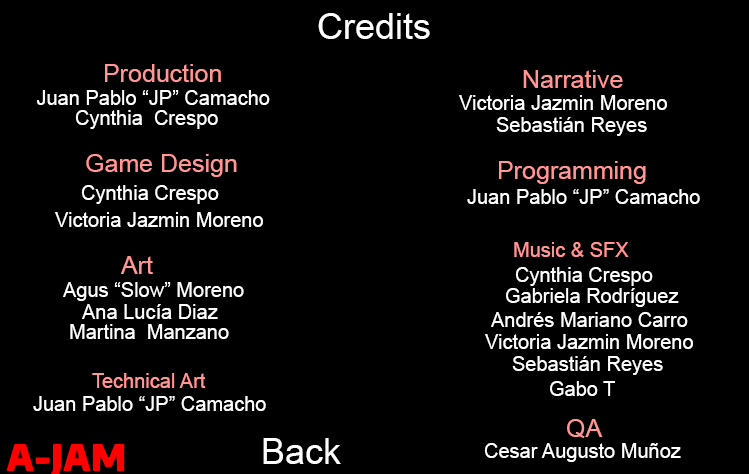 Credits
Production
Juan Pablo “JP” Camacho
Cynthia  Crespo
Game Design
Cynthia Crespo
Victoria Jazmin Moreno
Art
Agus “Slow” Moreno
Ana Lucía Diaz
Martina  Manzano
Technical Art
Juan Pablo “JP” Camacho
Narrative
Victoria Jazmin Moreno
Sebastián Reyes
Programming
Juan Pablo “JP” Camacho
Music & SFX
Cynthia Crespo
Gabriela Rodríguez
Andrés Mariano Carro
Victoria Jazmin Moreno
Sebastián Reyes
Gabo T
QA
Cesar Augusto Muñoz
A-JAM
Back